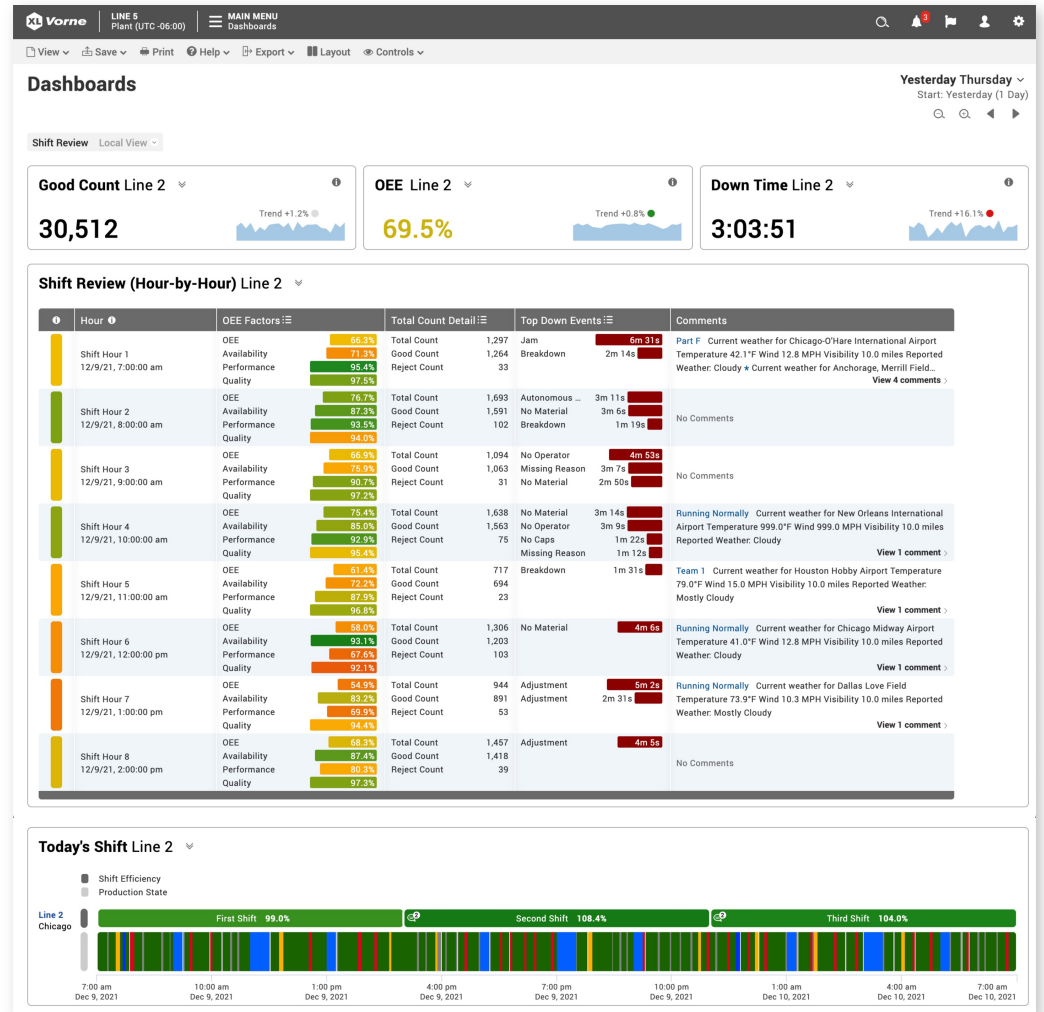 XL Vorne
LINE 5
Plant (UTC -06:00)
MAIN MENU
Dashboards
3
View Save Print Help Export Layout Controls
Dashboards
Yesterday Thursday
Start: Yesterday (1 Day)
Shift Review Local View
Good Count Line 2
Trend +1.2%
30,512
OEE Line 2
Trend +0.8%
69.5%
Down Time Line 2
Trend +16.1%
3:03:51
Shift Review (Hour-by-Hour) Line 2
Hour OEE Factors Total Count Detail Top Down Events Comments
Shift Hour 1
12/9/21, 7:00:00 am
OEE 66.3%
Availability 71.3%
Performance 95.4%
Quality 97.5%
Total Count 1,297
Good Count 1,264
Reject Count 33
Jam 6m 31s
Breakdown 2m 14s
Part F Current weather for Chicago-O'Hare International Airport
Temperature 42.1°F Wind 12.8 MPH Visibility 10.0 miles Reported
Weather: Cloudy ★ Current weather for Anchorage, Merrill Field...
View 4 comments >
Shift Hour 2
12/9/21, 8:00:00 am
OEE 76.7%
Availability 87.3%
Performance 93.5%
Quality 94.0%
Total Count 1,693
Good Count 1,591
Reject Count 102
Autonomous ... 3m 11s
No Material 3m 6s
Breakdown 1m 19s
No Comments
Shift Hour 3
12/9/21, 9:00:00 am
OEE 66.9%
Availability 75.9%
Performance 90.7%
Quality 97.2%
Total Count 1,094
Good Count 1,063
Reject Count 31
No Operator 4m 53s
Missing Reason 3m 7s
No Material 2m 50s
No Comments
Shift Hour 4
12/9/21, 10:00:00 am
OEE 75.4%
Availability 85.0%
Performance 92.9%
Quality 95.4%
Total Count 1,638
Good Count 1,563
Reject Count 75
No Material 3m 14s
No Operator 3m 9s
No Caps 1m 22s
Missing Reason 1m 12s
Running Normally Current weather for New Orleans International
Airport Temperature 999.0°F Wind 999.0 MPH Visibility 10.0 miles
Reported Weather: Cloudy
View 1 comment >
Shift Hour 5
12/9/21, 11:00:00 am
OEE 61.4%
Availability 72.2%
Performance 87.9%
Quality 96.8%
Total Count 717
Good Count 694
Reject Count 23
Breakdown 1m 31s
Team 1 Current weather for Houston Hobby Airport Temperature
79.0°F Wind 15.0 MPH Visibility 10.0 miles Reported Weather:
Mostly Cloudy
View 1 comment >
Shift Hour 6
12/9/21, 12:00:00 pm
OEE 58.0%
Availability 93.1%
Performance 67.6%
Quality 92.1%
Total Count 1,306
Good Count 1,203
Reject Count 103
No Material 4m 6s
Running Normally Current weather for Chicago Midway Airport
Temperature 41.0°F Wind 12.8 MPH Visibility 10.0 miles Reported
Weather: Cloudy
View 1 comment >
Shift Hour 7
12/9/21, 1:00:00 pm
OEE 54.9%
Availability 83.2%
Performance 69.9%
Quality 94.4%
Total Count 944
Good Count 891
Reject Count 53
Adjustment 5m 2s
Adjustment 2m 31s
Running Normally Current weather for Dallas Love Field
Temperature 73.9°F Wind 10.3 MPH Visibility 10.0 miles Reported
Weather: Mostly Cloudy
View 1 comment >
Shift Hour 8
12/9/21, 2:00:00 pm
OEE 68.3%
Availability 87.4%
Performance 80.3%
Quality 97.3%
Total Count 1,457
Good Count 1,418
Reject Count 39
Adjustment 4m 5s
No Comments
Today's Shift Line 2
Shift Efficiency
Production State
Line 2
Chicago
First Shift 99.0%
2 Second Shift 108.4%
2 Third Shift 104.0%
7:00 am 10:00 am 1:00 pm 4:00 pm 7:00 pm 10:00 pm 1:00 am 4:00 am 7:00 am
Dec 9, 2021 Dec 9, 2021 Dec 9, 2021 Dec 9, 2021 Dec 9, 2021 Dec 9, 2021 Dec 10, 2021 Dec 10, 2021 Dec 10, 2021